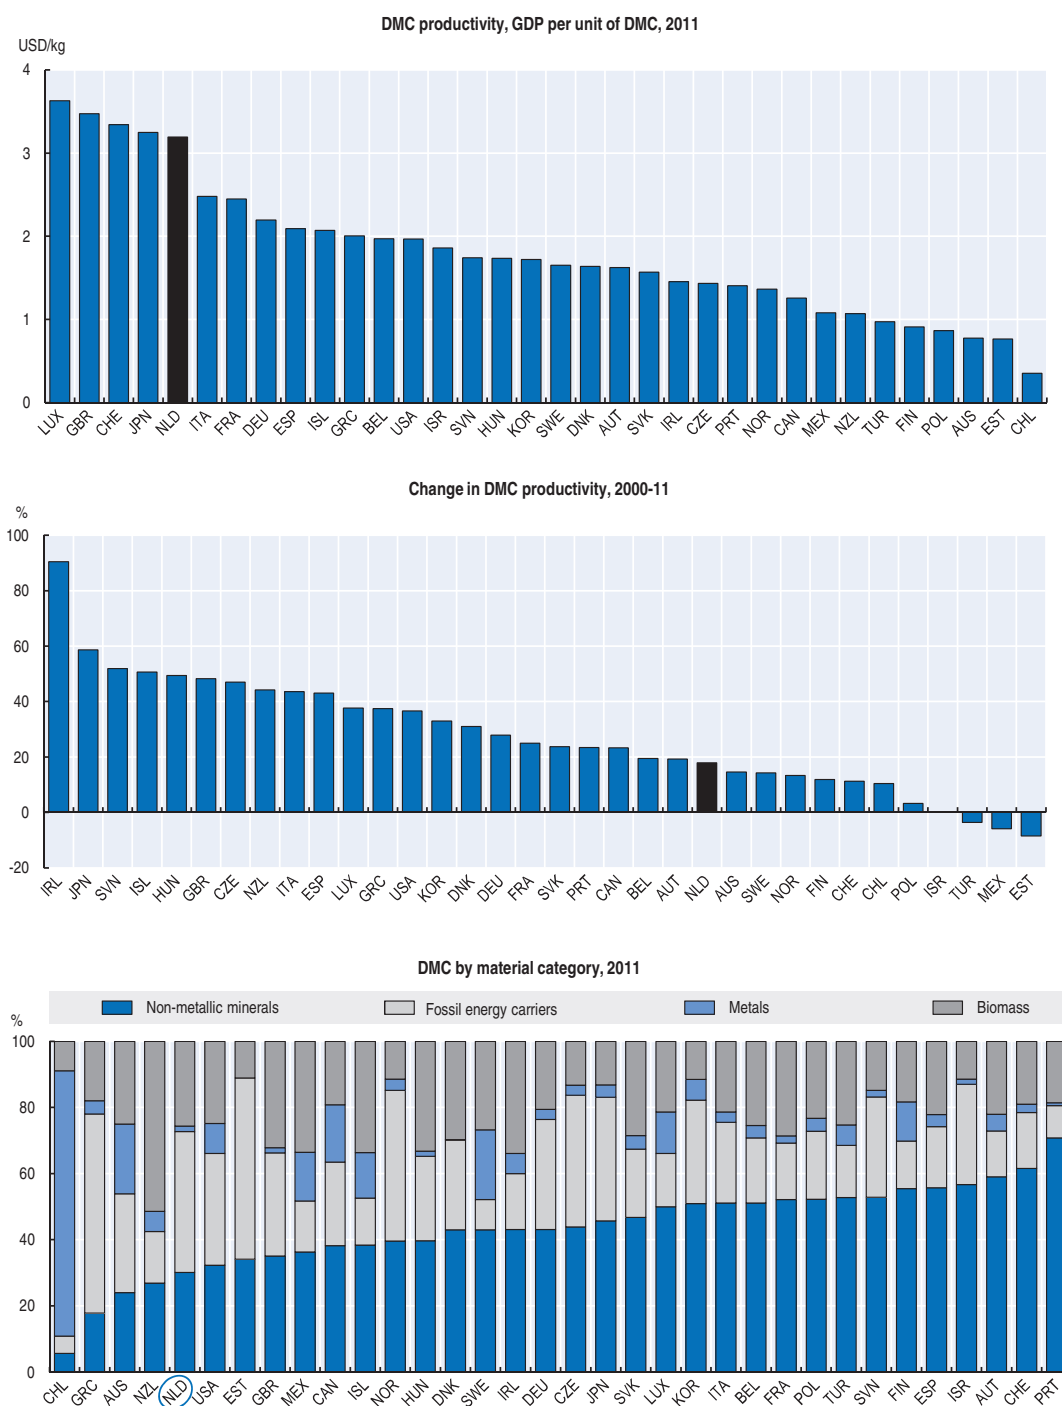 DMC productivity, GDP per unit of DMC, 2011
USD/kg
4
3
2
1
0
LUX GBR CHE JPN NLD ITA FRA DEU ESP ISL GRC BEL USA ISR SVN HUN KOR SWE DNK AUT SVK IRL CZE PRT NOR CAN MEX NZL TUR FIN POL AUS EST CHL
Change in DMC productivity, 2000-11
%
100
80
60
40
20
0
-20
IRL JPN SVN ISL HUN GBR CZE NZL ITA ESP LUX GRC USA KOR DNK DEU FRA SVK PRT CAN BEL AUT NLD AUS SWE NOR FIN CHE CHL POL ISR TUR MEX EST
DMC by material category, 2011
Non-metallic minerals Fossil energy carriers Metals Biomass
%
100
80
60
40
20
0
CHL GRC AUS NZL NLD USA EST GBR MEX CAN ISL NOR HUN DNK SWE IRL DEU CZE JPN SVK LUX KOR ITA BEL FRA POL TUR SVN FIN ESP ISR AUT CHE PRT